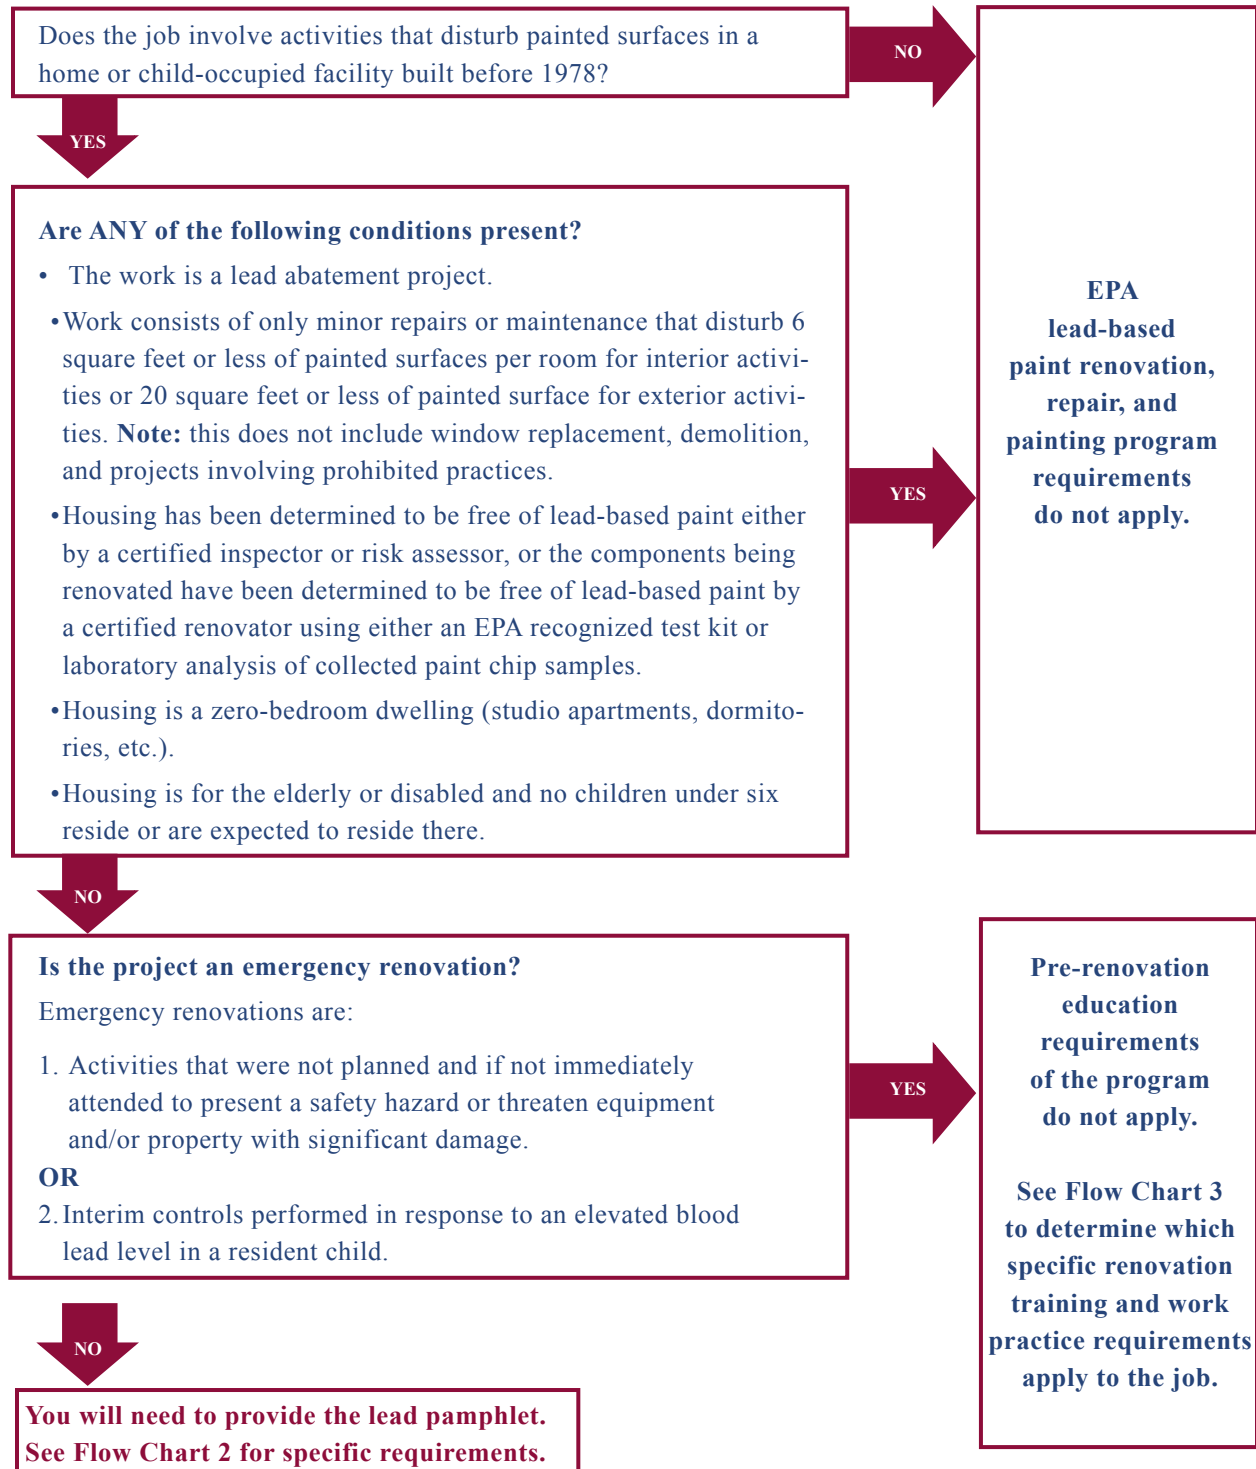 Does the job involve activities that disturb painted surfaces in a
home or child-occupied facility built before 1978?
NO
YES
Are ANY of the following conditions present?
• The work is a lead abatement project.
•Work consists of only minor repairs or maintenance that disturb 6
square feet or less of painted surfaces per room for interior activi-
ties or 20 square feet or less of painted surface for exterior activi-
ties. Note: this does not include window replacement, demolition,
and projects involving prohibited practices.
•Housing has been determined to be free of lead-based paint either
by a certified inspector or risk assessor, or the components being
renovated have been determined to be free of lead-based paint by
a certified renovator using either an EPA recognized test kit or
laboratory analysis of collected paint chip samples.
•Housing is a zero-bedroom dwelling (studio apartments, dormito-
ries, etc.).
•Housing is for the elderly or disabled and no children under six
reside or are expected to reside there.
YES
EPA
lead-based
paint renovation,
repair, and
painting program
requirements
do not apply.
NO
Is the project an emergency renovation?
Emergency renovations are:
1. Activities that were not planned and if not immediately
attended to present a safety hazard or threaten equipment
and/or property with significant damage.
OR
2. Interim controls performed in response to an elevated blood
lead level in a resident child.
YES
Pre-renovation
education
requirements
of the program
do not apply.
See Flow Chart 3
to determine which
specific renovation
training and work
practice requirements
apply to the job.
NO
You will need to provide the lead pamphlet.
See Flow Chart 2 for specific requirements.